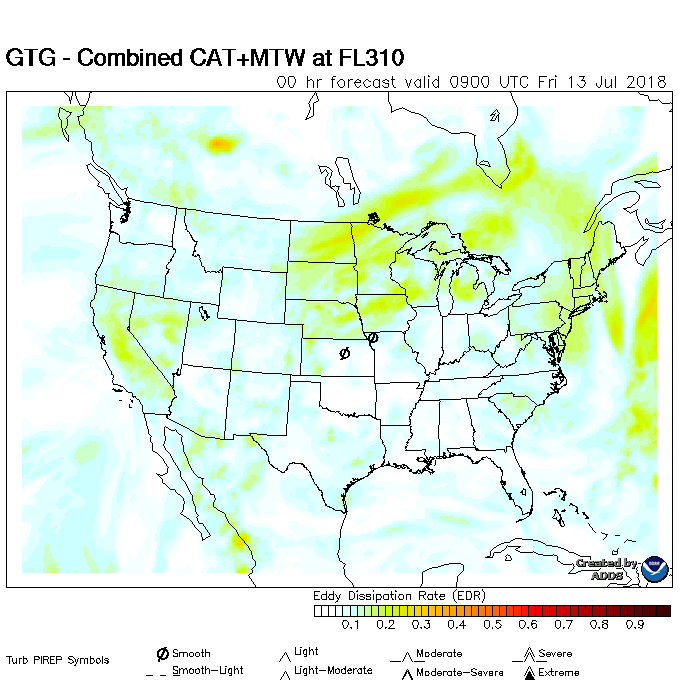 GTG - Combined CAT+MTW at FL310
00 hr forecast valid 0900 UTC Fri 13 Jul 2018
NOAA
Created by
ADDS
Eddy Dissipation Rate (EDR)
0.1 0.2 0.3 0.4 0.5 0.6 0.7 0.8 0.9
Turb PIREP Symbols
Smooth Light Moderate Severe
Smooth-Light Light-Moderate Moderate-Severe Extreme